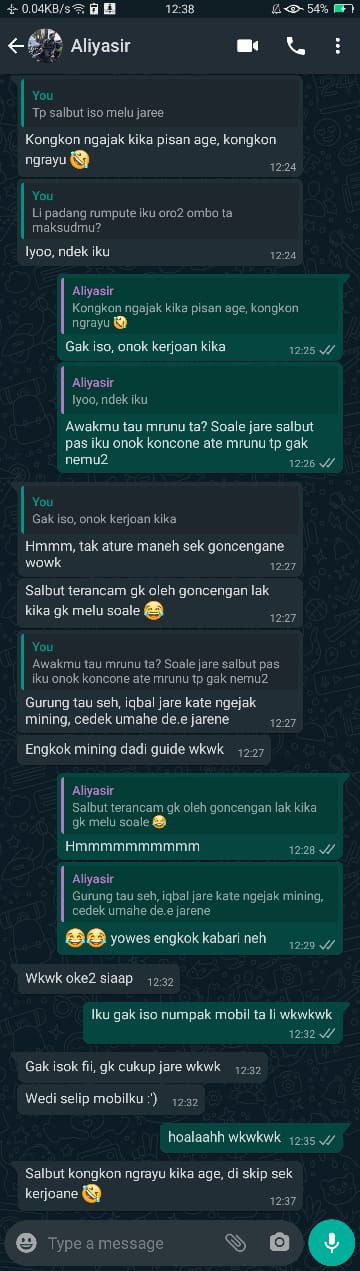 0.04KB/s
12:38
54%
Aliyasir
You
Tp salbut iso melu jaree
Kongkon ngajak kika pisan age, kongkon
ngrayu 🤣
12:24
You
Li padang rumpute iku oro2 ombo ta
maksudmu?
Iyoo, ndek iku
12:24
Aliyasir
Kongkon ngajak kika pisan age, kongkon
ngrayu 🤣
Gak iso, onok kerjoan kika
12:25
Aliyasir
Iyoo, ndek iku
Awakmu tau mrunu ta? Soale jare salbut
pas iku onok koncone ate mrunu tp gak
nemu2
12:26
You
Gak iso, onok kerjoan kika
Hmmm, tak ature maneh sek goncengane
wowk
12:27
Salbut terancam gk oleh goncengan lak
kika gk melu soale 😂
12:27
You
Awakmu tau mrunu ta? Soale jare salbut pas
iku onok koncone ate mrunu tp gak nemu2
Gurung tau seh, iqbal jare kate ngejak
mining, cedek umahe de.e jarene
12:27
Engkok mining dadi guide wkwk
12:27
Aliyasir
Salbut terancam gk oleh goncengan lak kika
gk melu soale 😂
Hmmmmmmmmmm
12:28
Aliyasir
Gurung tau seh, iqbal jare kate ngejak mining,
cedek umahe de.e jarene
😂😂 yowes engkok kabari neh
12:29
Wkwk oke2 siaap
12:32
Iku gak iso numpak mobil ta li wkwkwk
12:32
Gak isok fii, gk cukup jare wkwk
12:32
Wedi selip mobilku :')
12:32
hoalaahh wkwkwk
12:35
Salbut kongkon ngrayu kika age, di skip sek
kerjoane 🤣
12:37
Type a message